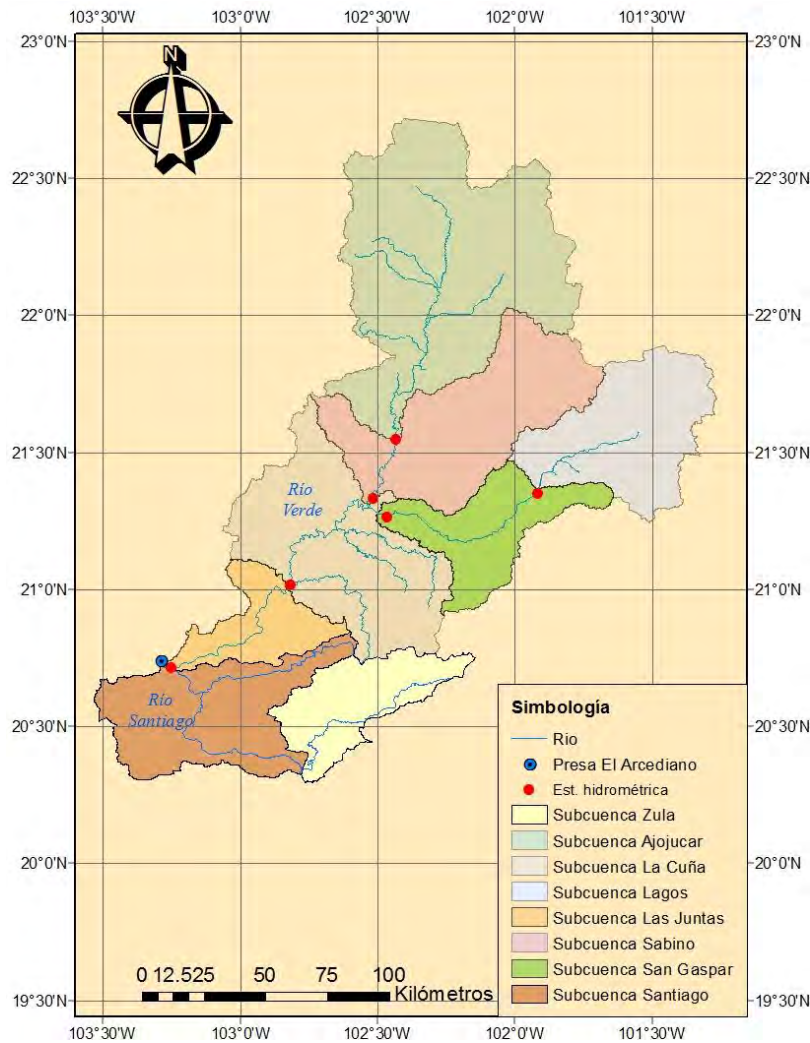 103°30'W 103°0'W 102°30'W 102°0'W 101°30'W
N
23°0'N 23°0'N
22°30'N 22°30'N
22°0'N 22°0'N
21°30'N 21°30'N
Río
Verde
21°0'N 21°0'N
Río
Santiago
20°30'N 20°30'N
20°0'N 20°0'N
19°30'N 19°30'N
Simbología
Rio
Presa El Arcediano
Est. hidrométrica
Subcuenca Zula
Subcuenca Ajojucar
Subcuenca La Cuña
Subcuenca Lagos
Subcuenca Las Juntas
Subcuenca Sabino
Subcuenca San Gaspar
Subcuenca Santiago
0 12.525 50 75 100
Kilómetros
103°30'W 103°0'W 102°30'W 102°0'W 101°30'W